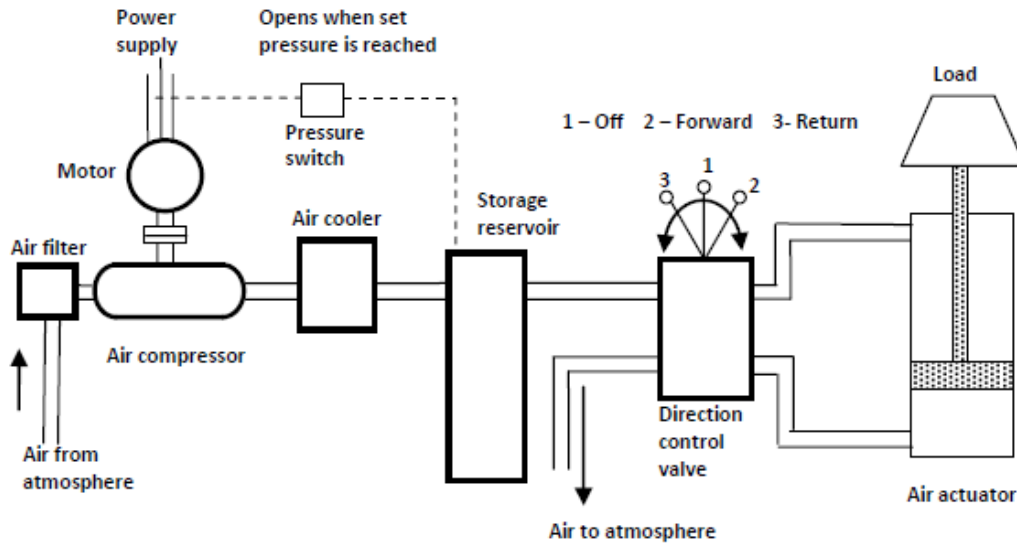 Power
supply
Opens when set
pressure is reached
Load
Pressure
switch
1 – Off 2 – Forward 3- Return
Motor
1
3
2
Storage
reservoir
Air cooler
Air filter
Air compressor
Direction
control
valve
Air from
atmosphere
Air actuator
Air to atmosphere